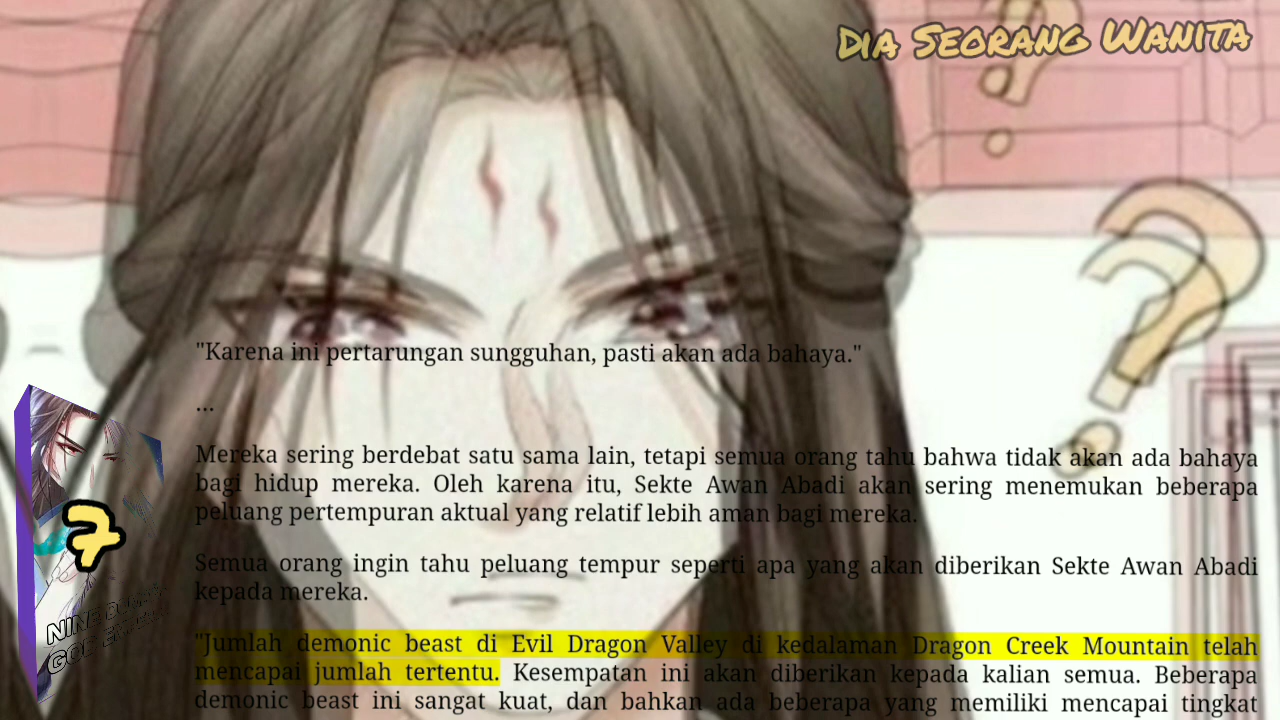 Dia Seorang Wanita
"Karena ini pertarungan sungguhan, pasti akan ada bahaya."
...
Mereka sering berdebat satu sama lain, tetapi semua orang tahu bahwa tidak akan ada bahaya
bagi hidup mereka. Oleh karena itu, Sekte Awan Abadi akan sering menemukan beberapa
peluang pertempuran aktual yang relatif lebih aman bagi mereka.
Semua orang ingin tahu peluang tempur seperti apa yang akan diberikan Sekte Awan Abadi
kepada mereka.
"Jumlah demonic beast di Evil Dragon Valley di kedalaman Dragon Creek Mountain telah
mencapai jumlah tertentu. Kesempatan ini akan diberikan kepada kalian semua. Beberapa
demonic beast ini sangat kuat, dan bahkan ada beberapa yang memiliki mencapai tingkat
7
NINE
GOD
? ? ?